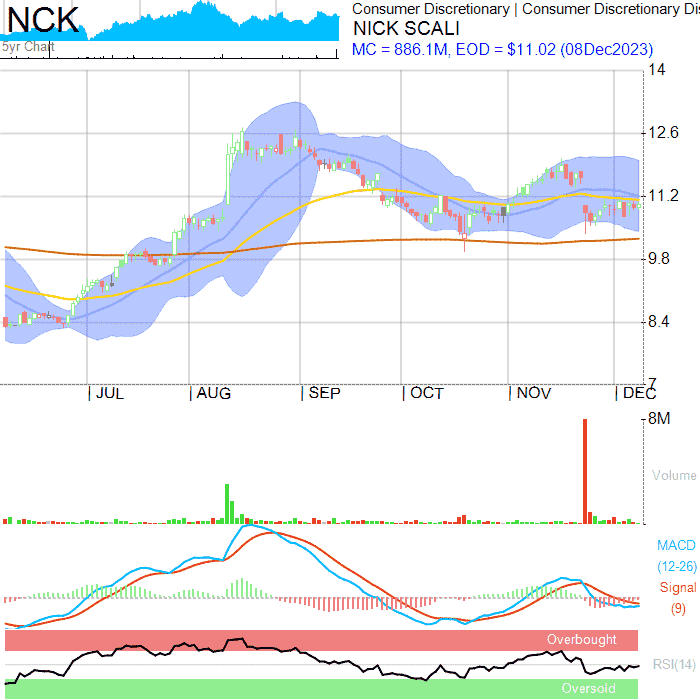 NCK
5yr Chart
Consumer Discretionary | Consumer Discretionary Dis
NICK SCALI
MC = 886.1M, EOD = $11.02 (08Dec2023)
14
12.6
11.2
9.8
8.4
7
JUL AUG SEP OCT NOV DEC
8M
Volume
MACD
(12-26)
Signal
(9)
Overbought
RSI(14)
Oversold